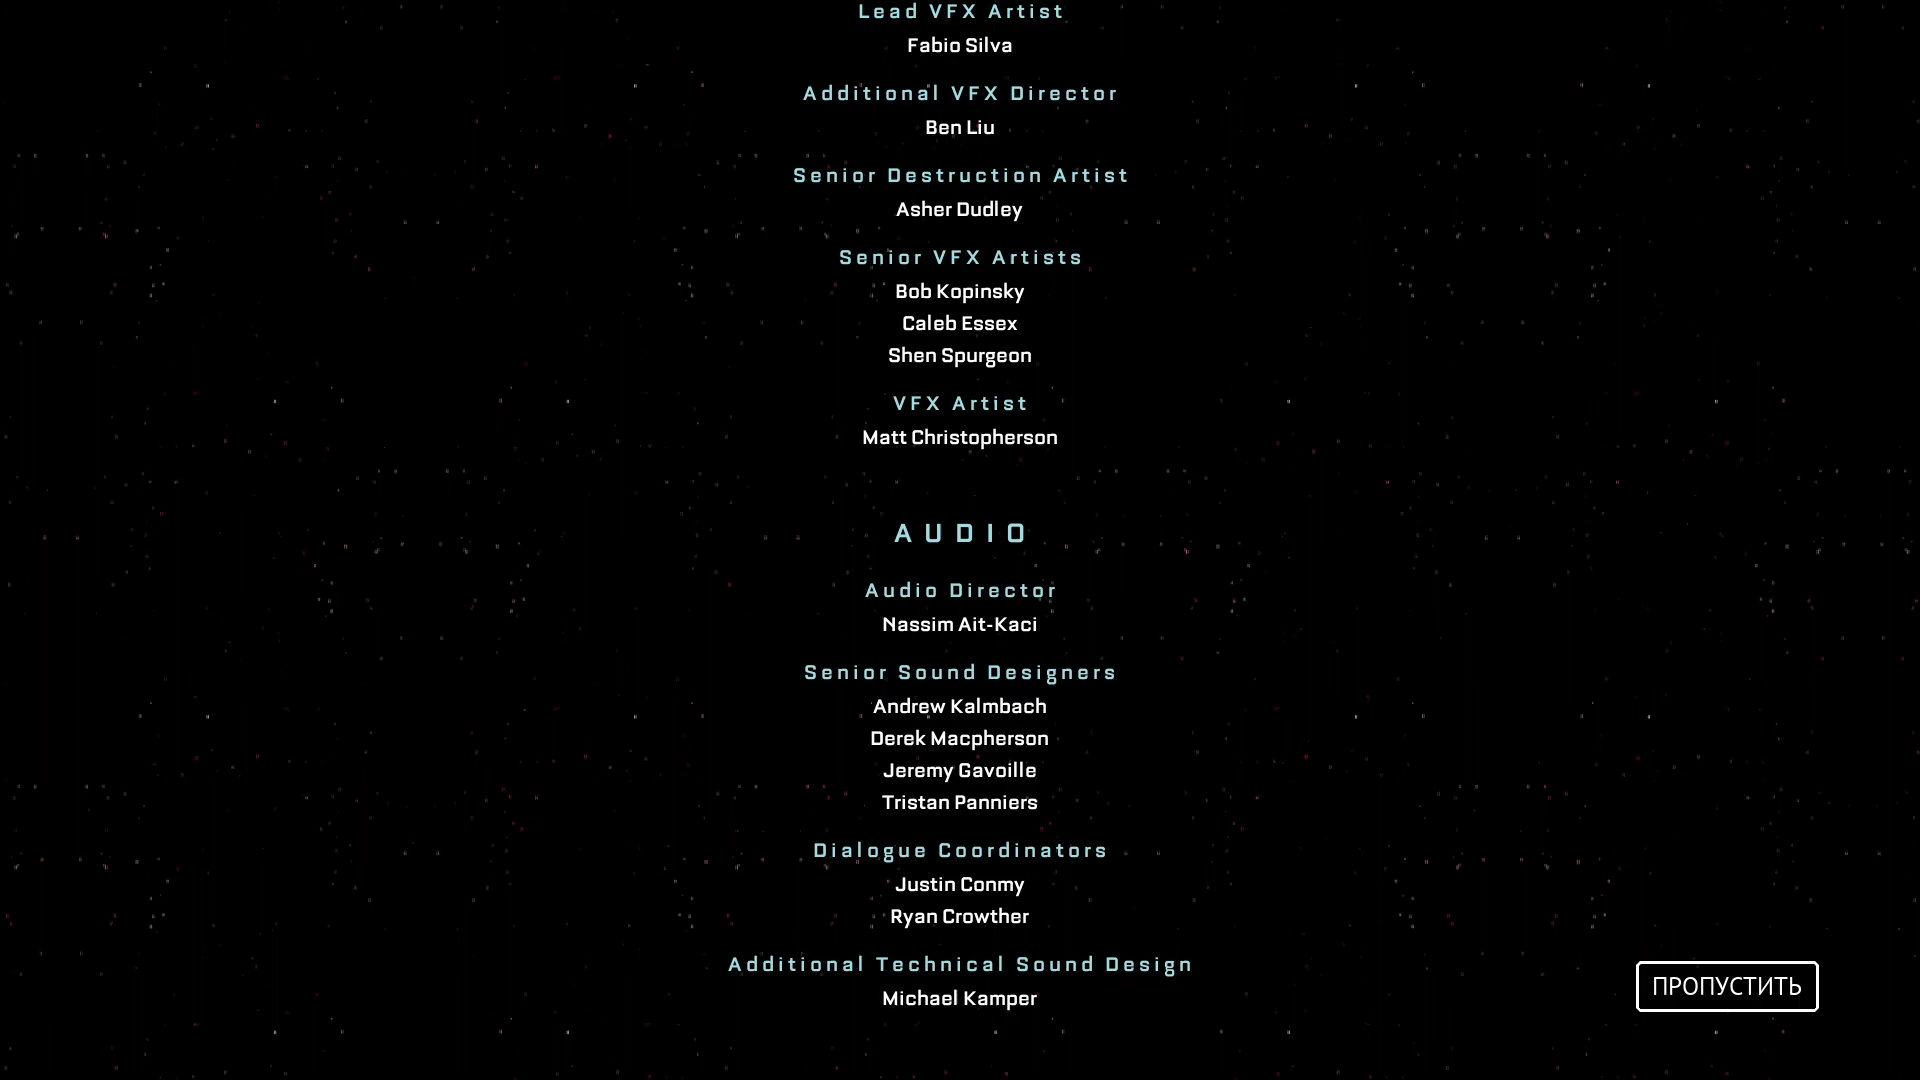 Lead VFX Artist
Fabio Silva
Additional VFX Director
Ben Liu
Senior Destruction Artist
Asher Dudley
Senior VFX Artists
Bob Kopinsky
Caleb Essex
Shen Spurgeon
VFX Artist
Matt Christopherson
AUDIO
Audio Director
Nassim Ait-Kaci
Senior Sound Designers
Andrew Kalmbach
Derek Macpherson
Jeremy Gavoille
Tristan Panniers
Dialogue Coordinators
Justin Conmy
Ryan Crowther
Additional Technical Sound Design
Michael Kamper
ПРОПУСТИТЬ